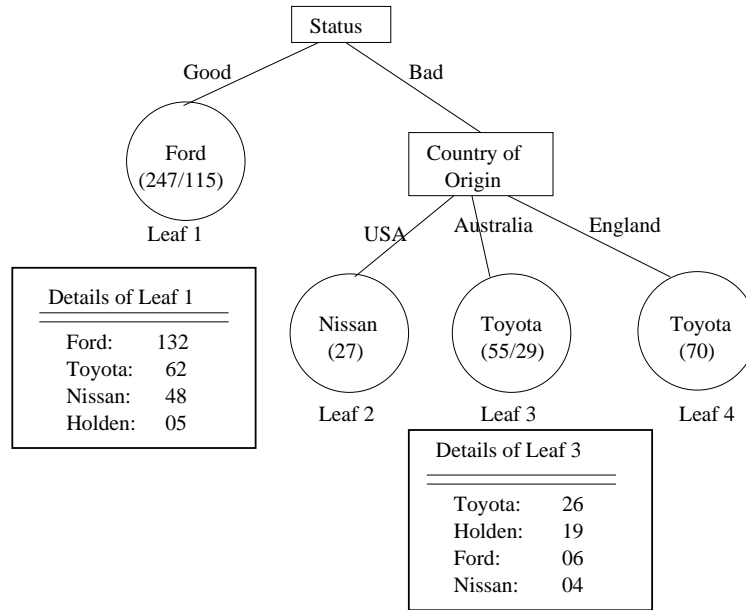 Status
Good
Bad
Ford
(247/115)
Leaf 1
Country of
Origin
USA
Australia
England
Details of Leaf 1
Ford: 132
Toyota: 62
Nissan: 48
Holden: 05
Nissan
(27)
Leaf 2
Toyota
(55/29)
Leaf 3
Toyota
(70)
Leaf 4
Details of Leaf 3
Toyota: 26
Holden: 19
Ford: 06
Nissan: 04